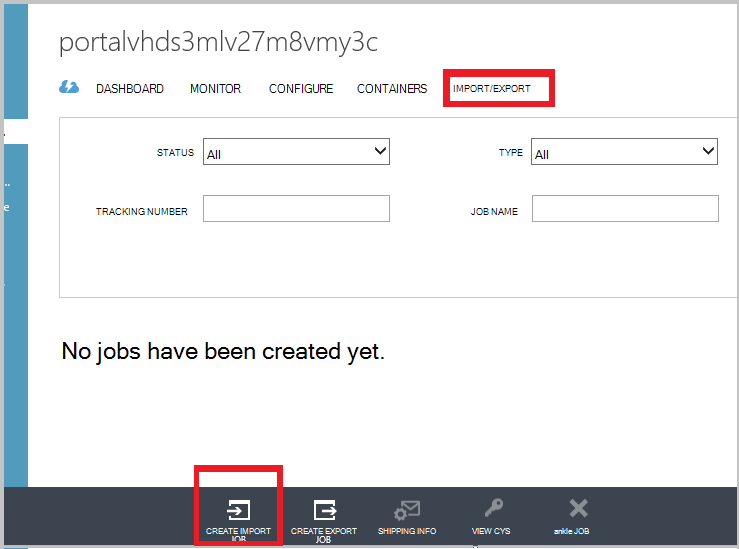 portalvhds3mlv27m8vmy3c
DASHBOARD MONITOR CONFIGURE CONTAINERS IMPORT/EXPORT
STATUS All TYPE All
TRACKING NUMBER JOB NAME
..
e
No jobs have been created yet.
CREATE IMPORT JOB
CREATE EXPORT JOB
SHIPPING INFO
VIEW CYS
ankle JOB